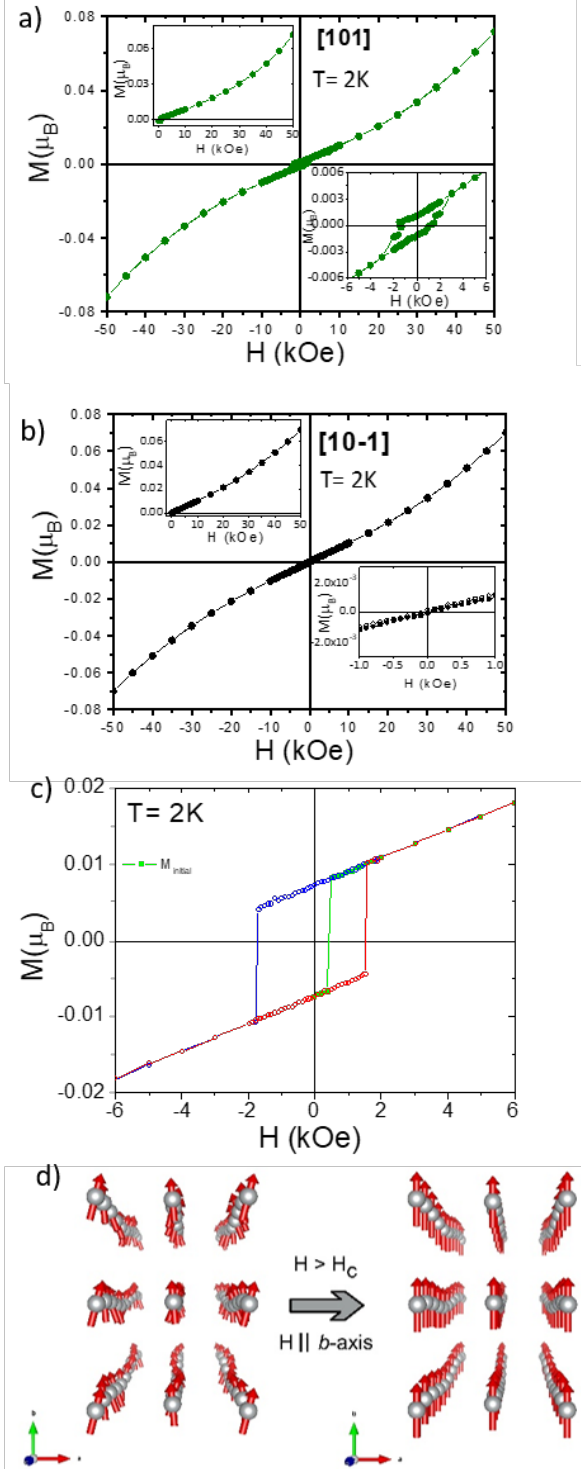 a)
[101]
T= 2K
M(μB)
0.08
0.04
0.00
-0.04
-0.08
-50 -40 -30 -20 -10 0 10 20 30 40 50
H (kOe)
M(μB)
0.06
0.03
0.00
0 10 20 30 40 50
H (kOe)
M(μB)
0.006
0.003
0.000
-0.003
-0.006
-6 -4 -2 0 2 4 6
H (kOe)
b)
[10-1]
T= 2K
M(μB)
0.08
0.06
0.04
0.02
0.00
-0.02
-0.04
-0.06
-0.08
-50 -40 -30 -20 -10 0 10 20 30 40 50
H (kOe)
M(μB)
0.06
0.04
0.02
0.00
0 10 20 30 40 50
H (kOe)
M(μB)
2.0x10-3
0.0
-2.0x10-3
-1.0 -0.5 0.0 0.5 1.0
H (kOe)
c)
T= 2K
M initial
M(μB)
0.02
0.01
0.00
-0.01
-0.02
-6 -4 -2 0 2 4 6
H (kOe)
d)
H > HC
H || b-axis